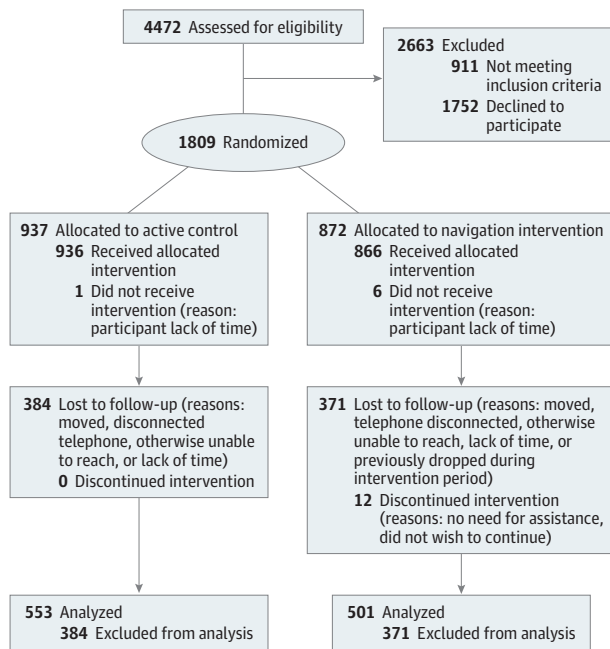 4472 Assessed for eligibility
2663 Excluded
911 Not meeting
inclusion criteria
1752 Declined to
participate
1809 Randomized
937 Allocated to active control
936 Received allocated
intervention
1 Did not receive
intervention (reason:
participant lack of time)
872 Allocated to navigation intervention
866 Received allocated
intervention
6 Did not receive
intervention (reason:
participant lack of time)
384 Lost to follow-up (reasons:
moved, disconnected
telephone, otherwise unable
to reach, or lack of time)
0 Discontinued intervention
371 Lost to follow-up (reasons: moved,
telephone disconnected, otherwise
unable to reach, lack of time, or
previously dropped during
intervention period)
12 Discontinued intervention
(reasons: no need for assistance,
did not wish to continue)
553 Analyzed
384 Excluded from analysis
501 Analyzed
371 Excluded from analysis